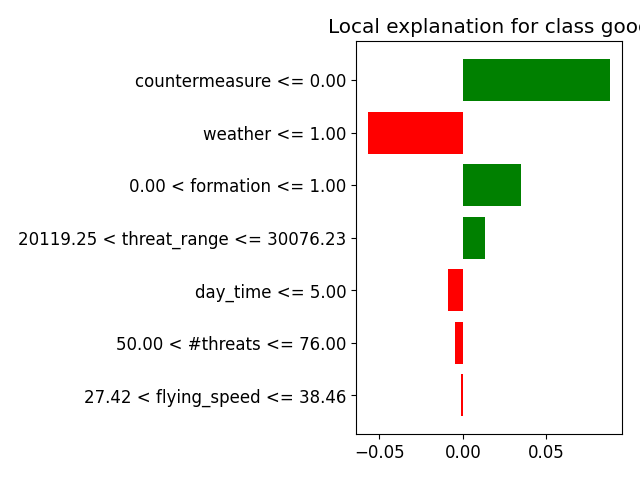 Local explanation for class goo
countermeasure <= 0.00
weather <= 1.00
0.00 < formation <= 1.00
20119.25 < threat_range <= 30076.23
day_time <= 5.00
50.00 < #threats <= 76.00
27.42 < flying_speed <= 38.46
−0.05 0.00 0.05